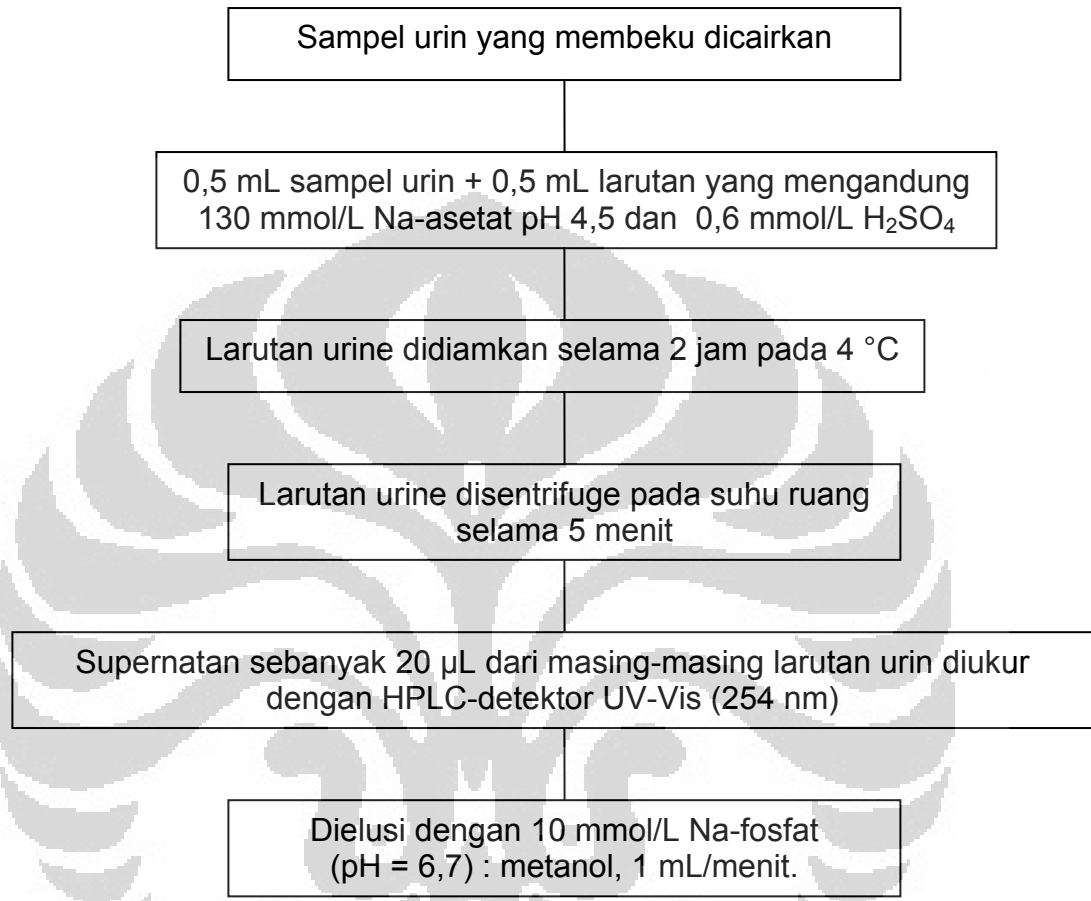 Sampel urin yang membeku dicairkan
0,5 mL sampel urin + 0,5 mL larutan yang mengandung
130 mmol/L Na-asetat pH 4,5 dan 0,6 mmol/L H₂SO₄
Larutan urine didiamkan selama 2 jam pada 4 °C
Larutan urine disentrifuge pada suhu ruang
selama 5 menit
Supernatan sebanyak 20 µL dari masing-masing larutan urin diukur
dengan HPLC-detektor UV-Vis (254 nm)
Dielusi dengan 10 mmol/L Na-fosfat
(pH = 6,7) : metanol, 1 mL/menit.